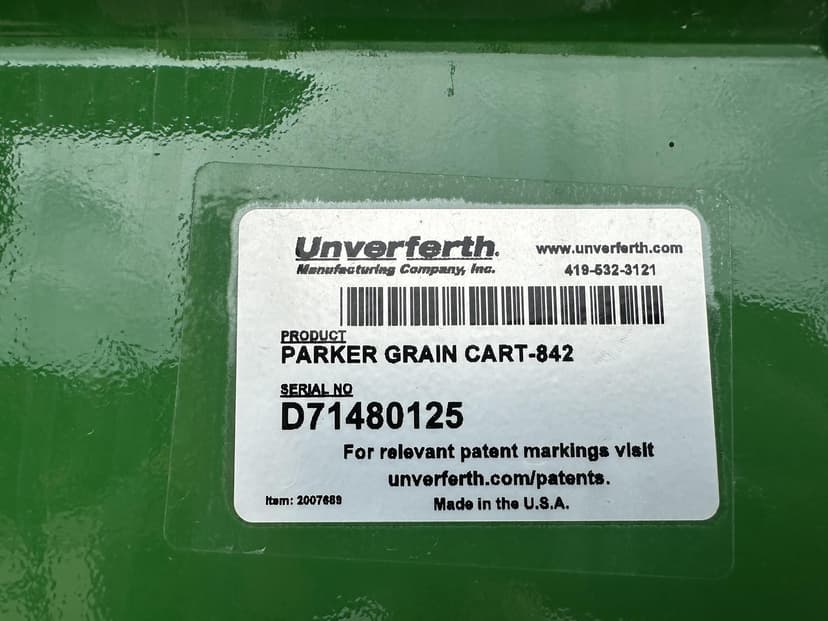 Unverferth.
Manufacturing Company, Inc.
www.unverferth.com
419-532-3121
PRODUCT
PARKER GRAIN CART-842
SERIAL NO
D71480125
For relevant patent markings visit
unverferth.com/patents.
Item: 2007689
Made in the U.S.A.